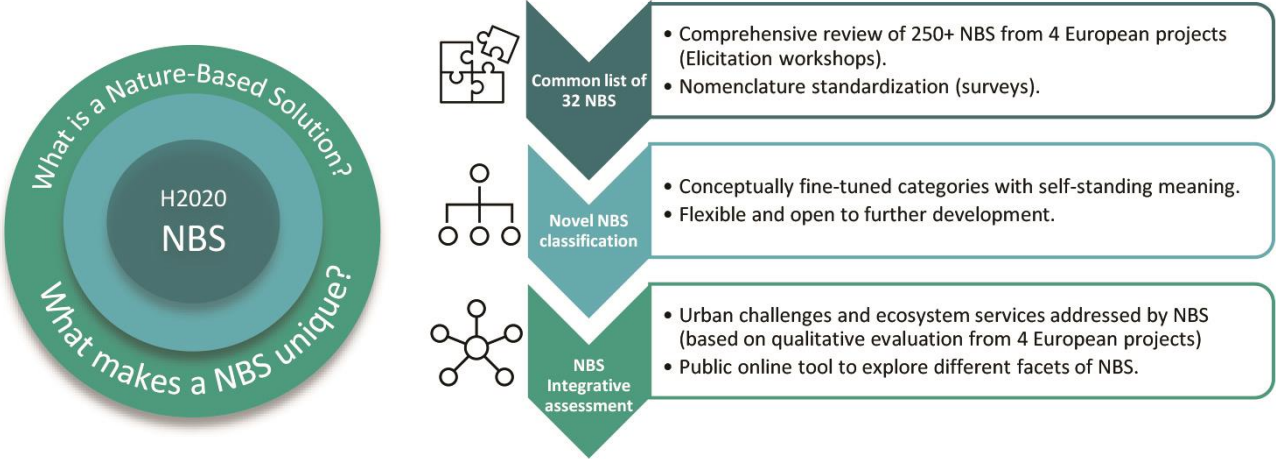 What is a Nature-Based Solution?
H2020
NBS
What makes a NBS unique?
Common list of
32 NBS
• Comprehensive review of 250+ NBS from 4 European projects
(Elicitation workshops).
• Nomenclature standardization (surveys).
Novel NBS
classification
• Conceptually fine-tuned categories with self-standing meaning.
• Flexible and open to further development.
NBS
Integrative
assessment
• Urban challenges and ecosystem services addressed by NBS
(based on qualitative evaluation from 4 European projects)
• Public online tool to explore different facets of NBS.